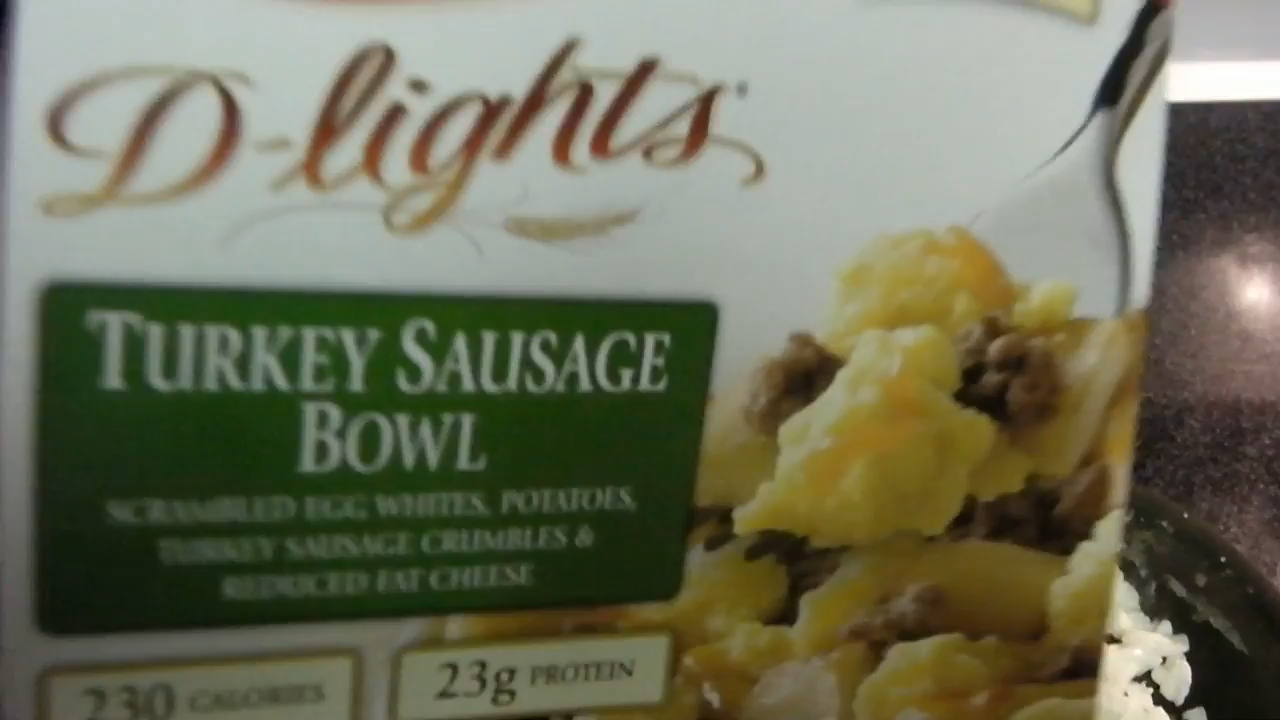 D-lights
TURKEY SAUSAGE
BOWL
SCRAMBLED EGG WHITES, POTATOES,
TURKEY SAUSAGE CRUMBLES &
REDUCED FAT CHEESE
230 CALORIES
23g PROTEIN